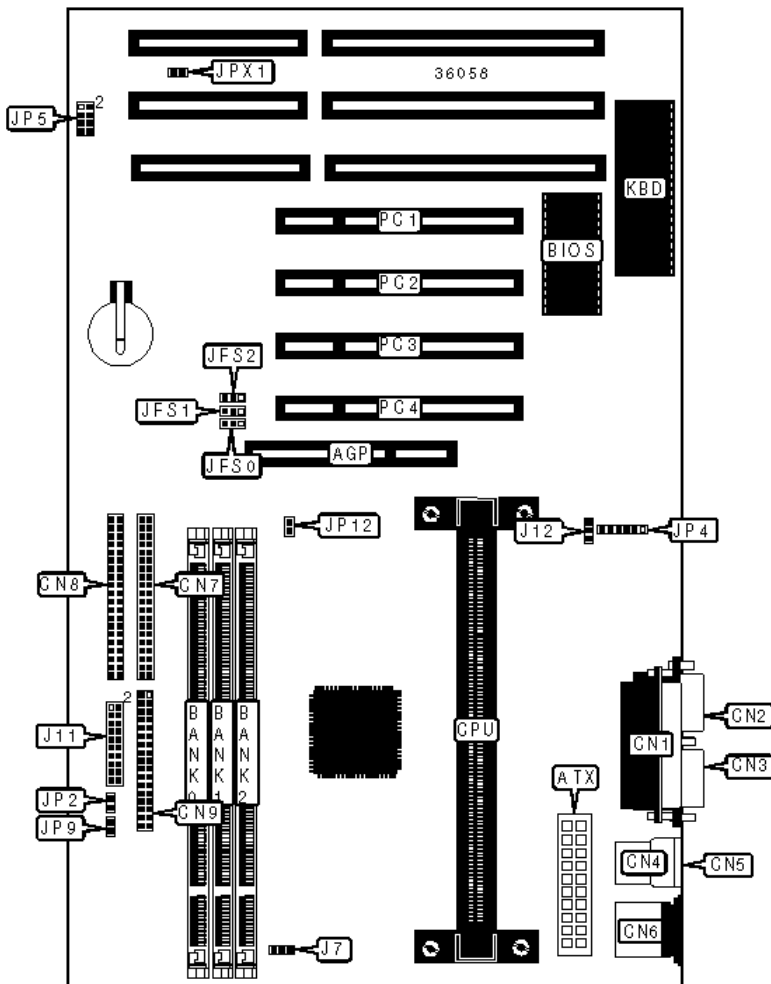 JPX1
36058
JP5
2
KBD
PC1
BIOS
PC2
JFS2
PC3
JFS1
PC4
JFS0
AGP
JP12
J12
JP4
CN8
CN7
2
J11
BANK0
BANK1
BANK2
CPU
CN1
CN2
CN3
ATX
JP2
JP9
CN9
CN4
CN5
CN6
J7